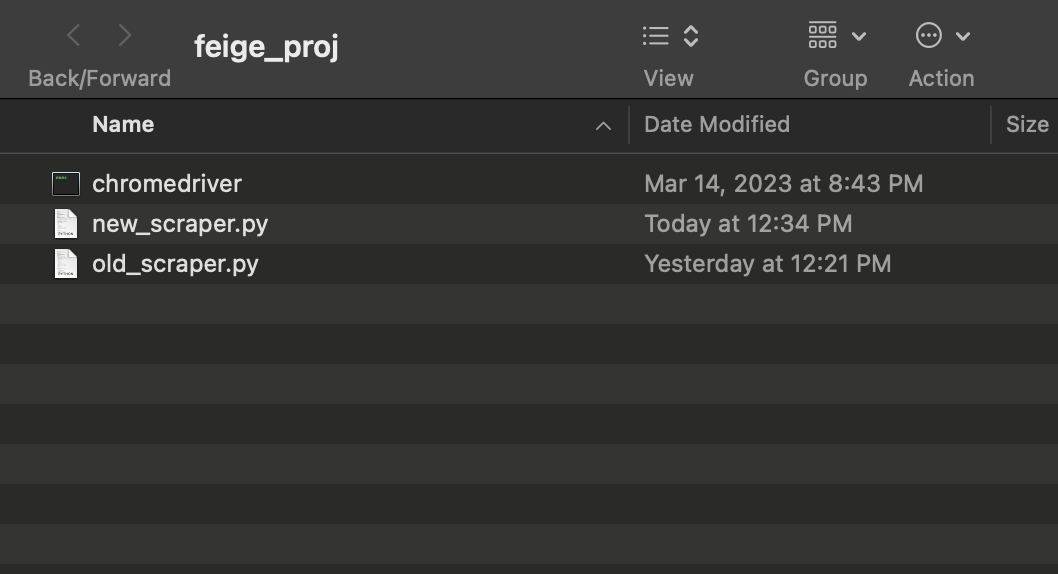 feige_proj
Back/Forward View Group Action
Name Date Modified Size
chromedriver Mar 14, 2023 at 8:43 PM
new_scraper.py Today at 12:34 PM
old_scraper.py Yesterday at 12:21 PM